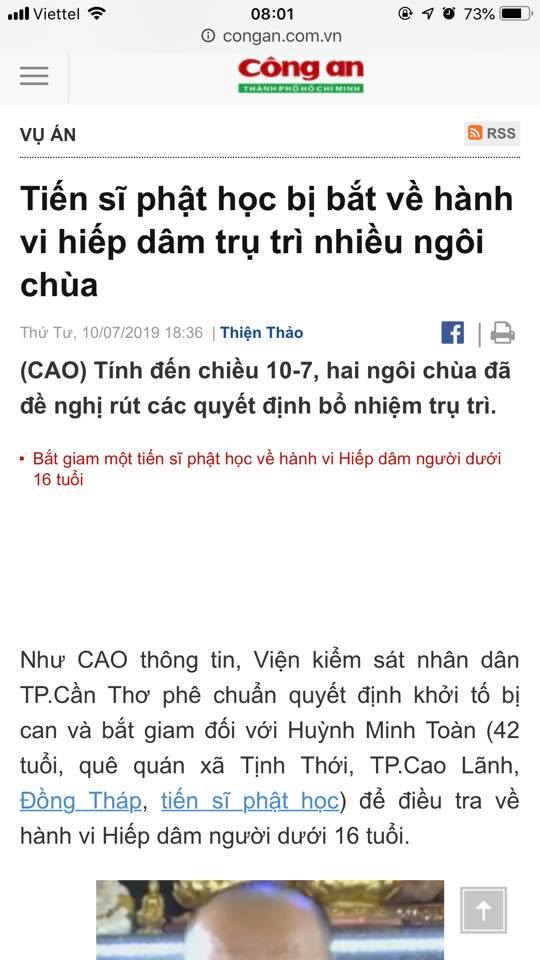 Viettel 08:01 73%
congan.com.vn
Công an
THÀNH PHỐ HỒ CHÍ MINH
VỤ ÁN RSS
Tiến sĩ phật học bị bắt về hành
vi hiếp dâm trụ trì nhiều ngôi
chùa
Thứ Tư, 10/07/2019 18:36 | Thiện Thảo
(CAO) Tính đến chiều 10-7, hai ngôi chùa đã
đề nghị rút các quyết định bổ nhiệm trụ trì.
Bắt giam một tiến sĩ phật học về hành vi Hiếp dâm người dưới
16 tuổi
Như CAO thông tin, Viện kiểm sát nhân dân
TP.Cần Thơ phê chuẩn quyết định khởi tố bị
can và bắt giam đối với Huỳnh Minh Toàn (42
tuổi, quê quán xã Tịnh Thới, TP.Cao Lãnh,
Đồng Tháp, tiến sĩ phật học) để điều tra về
hành vi Hiếp dâm người dưới 16 tuổi.